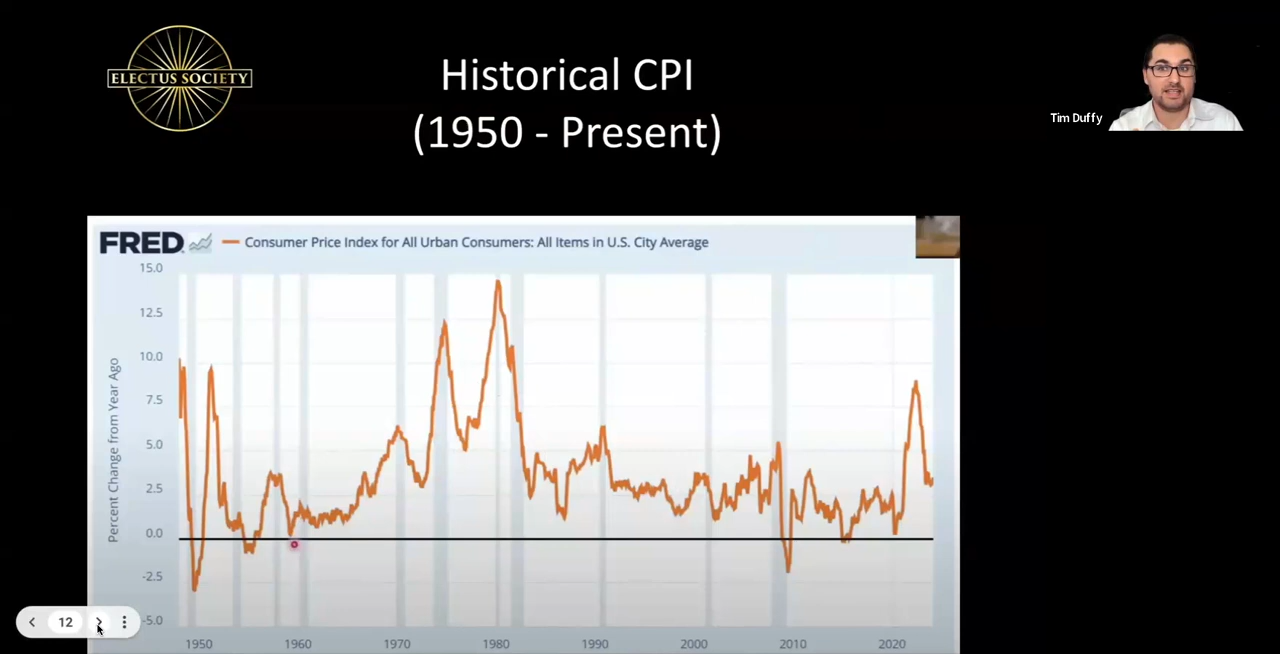 ELECTUS SOCIETY
Historical CPI
(1950 - Present)
Tim Duffy
FRED
Consumer Price Index for All Urban Consumers: All Items in U.S. City Average
15.0
12.5
10.0
7.5
5.0
2.5
0.0
-2.5
-5.0
Percent Change from Year Ago
1950 1960 1970 1980 1990 2000 2010 2020
12